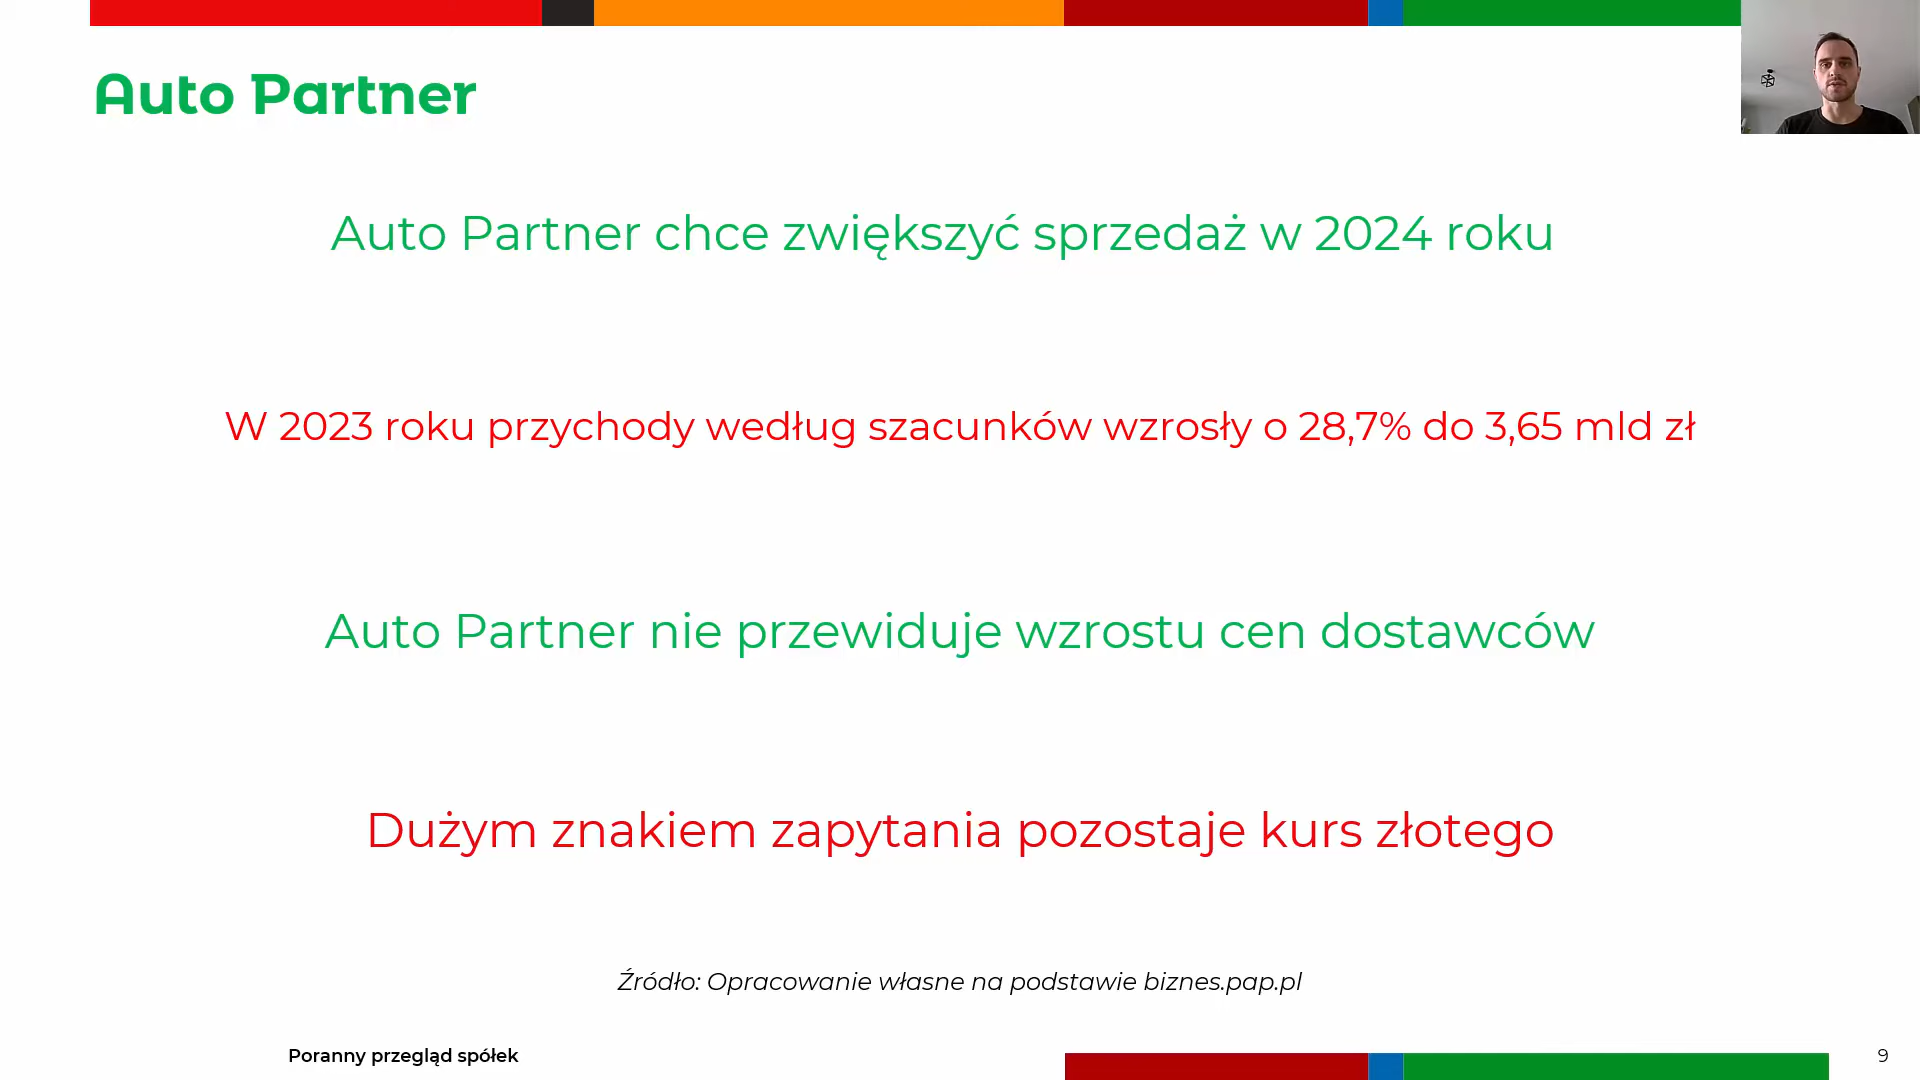 Auto Partner
Auto Partner chce zwiększyć sprzedaż w 2024 roku
W 2023 roku przychody według szacunków wzrosły o 28,7% do 3,65 mld zł
Auto Partner nie przewiduje wzrostu cen dostawców
Dużym znakiem zapytania pozostaje kurs złotego
Źródło: Opracowanie własne na podstawie biznes.pap.pl
Poranny przegląd spółek
9